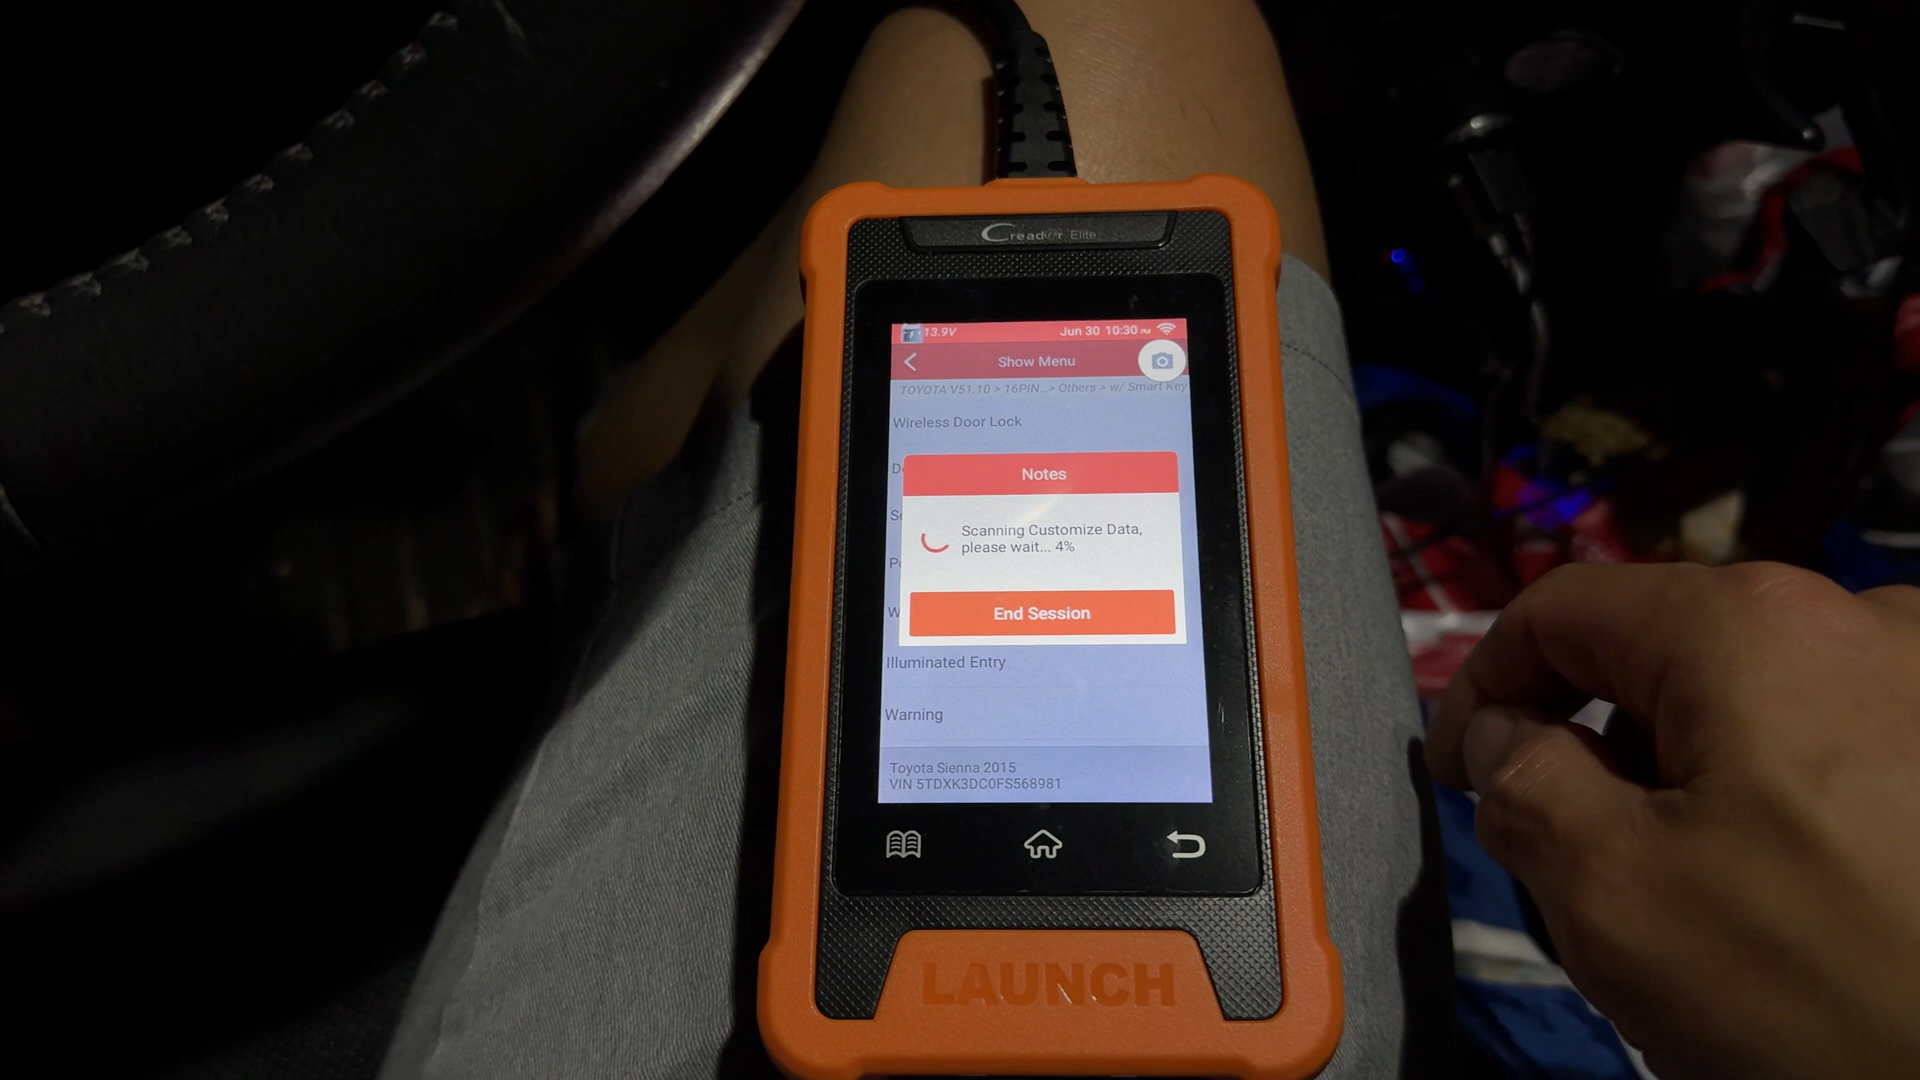 Creader Elite
13.9V Jun 30 10:30 PM
Show Menu
TOYOTA V51.10 > 16PIN...> Others > w/ Smart Key
Wireless Door Lock
Notes
Scanning Customize Data,
please wait... 4%
End Session
Illuminated Entry
Warning
Toyota Sienna 2015
VIN 5TDXK3DC0FS568981
LAUNCH